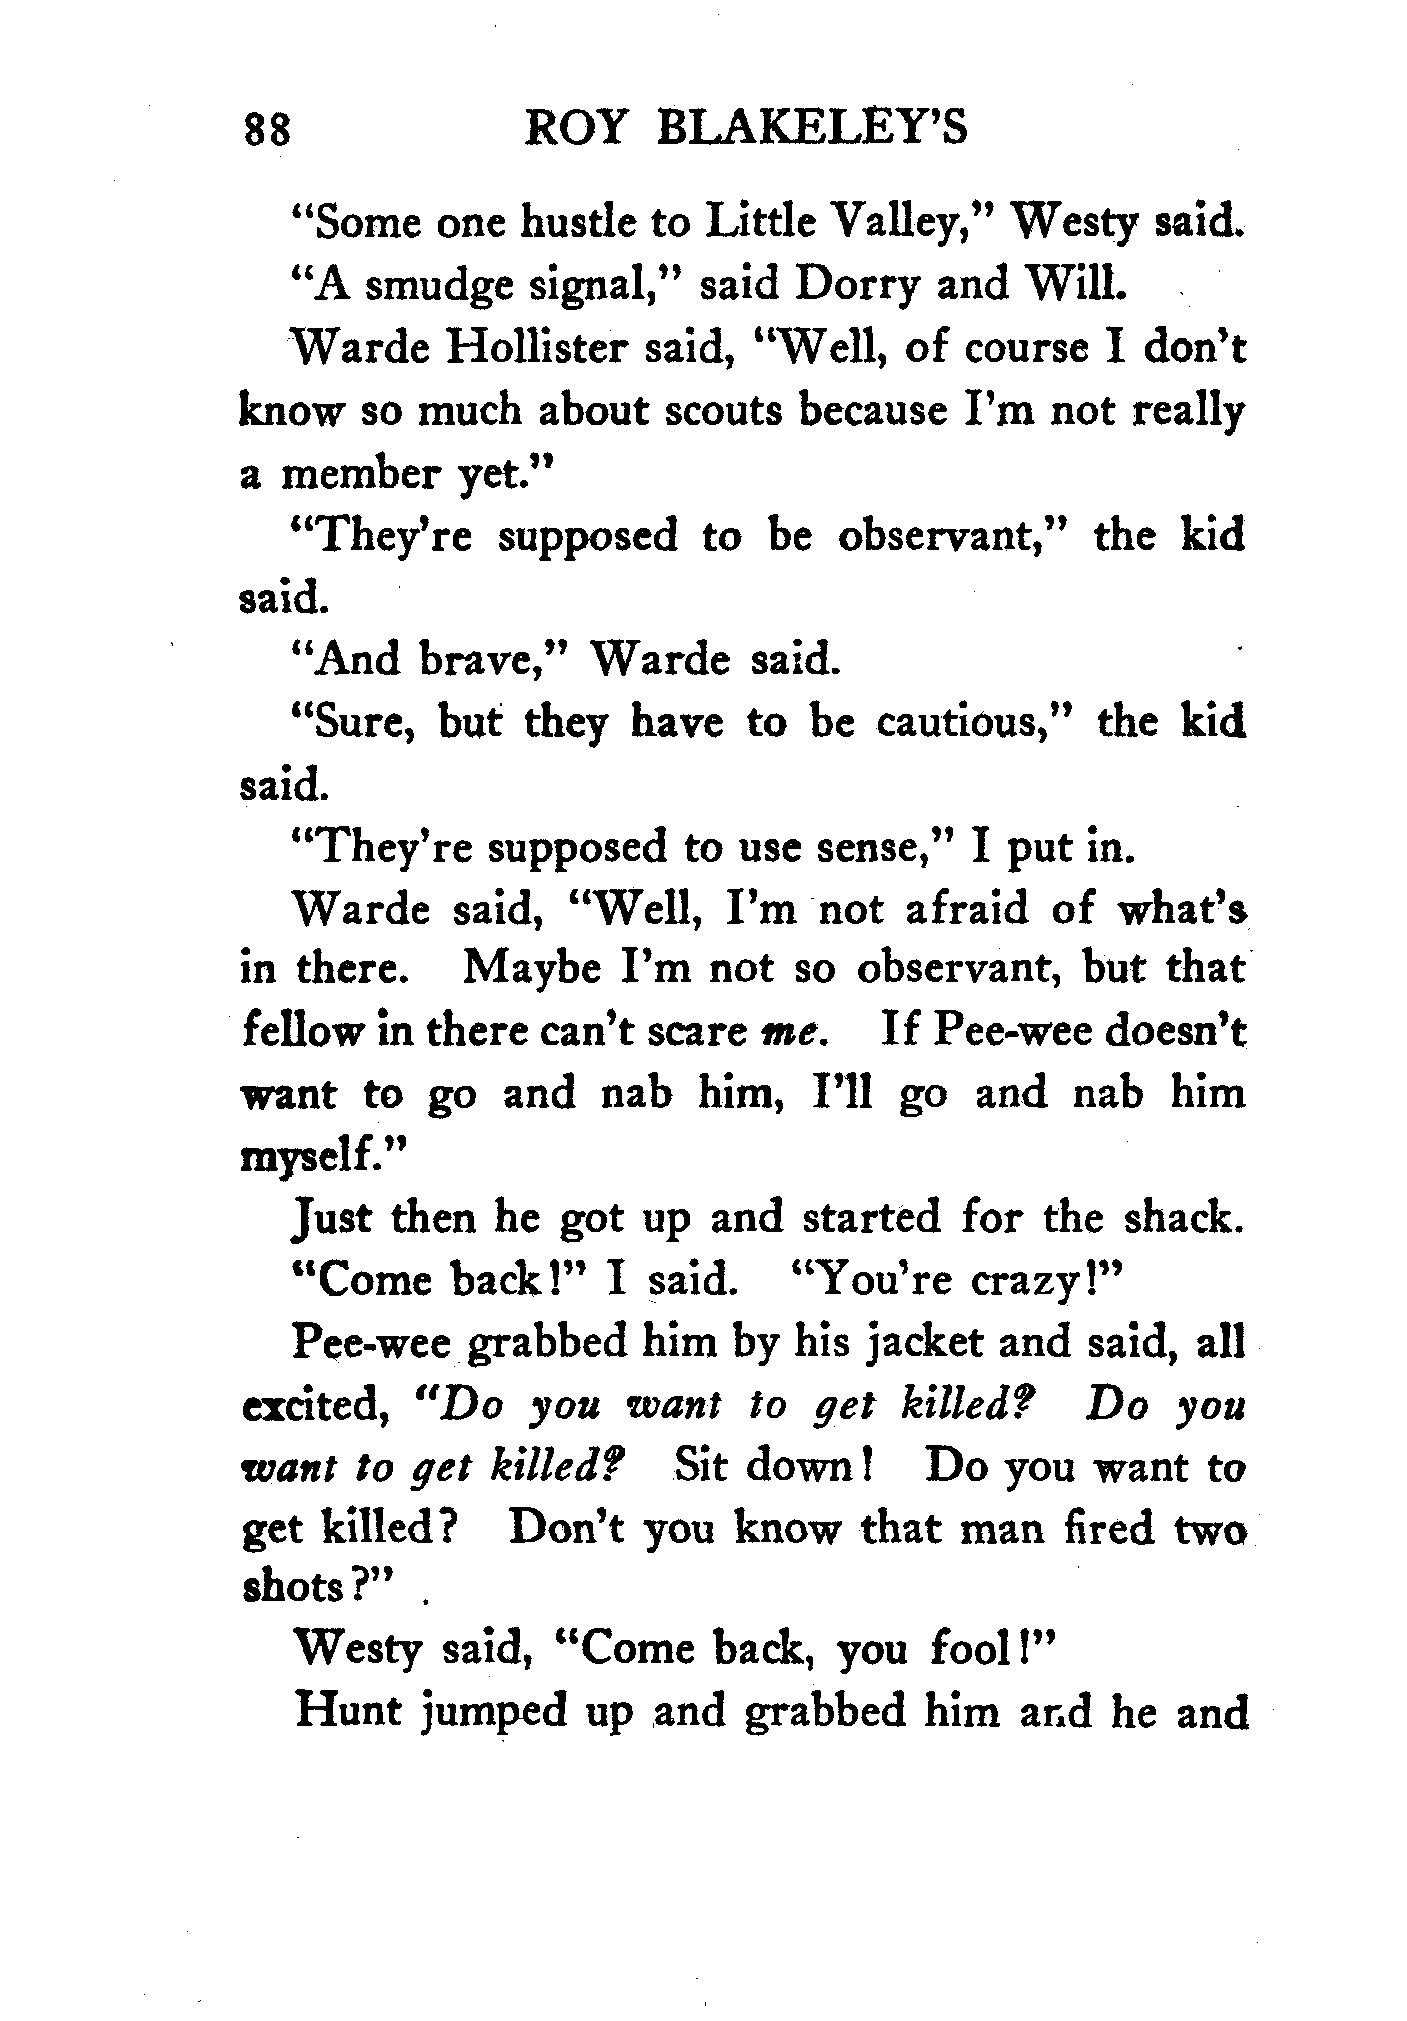 88 ROY BLAKELEY'S
"Some one hustle to Little Valley," Westy said.
"A smudge signal," said Dorry and Will.
Warde Hollister said, "Well, of course I don't
know so much about scouts because I'm not really
a member yet."
"They're supposed to be observant," the kid
said.
"And brave," Warde said.
"Sure, but they have to be cautious," the kid
said.
"They're supposed to use sense," I put in.
Warde said, "Well, I'm not afraid of what's
in there. Maybe I'm not so observant, but that
fellow in there can't scare me. If Pee-wee doesn't
want to go and nab him, I'll go and nab him
myself."
Just then he got up and started for the shack.
"Come back!" I said. "You're crazy!"
Pee-wee grabbed him by his jacket and said, all
excited, "Do you want to get killed? Do you
want to get killed? Sit down! Do you want to
get killed? Don't you know that man fired two
shots?"
Westy said, "Come back, you fool!"
Hunt jumped up and grabbed him and he and